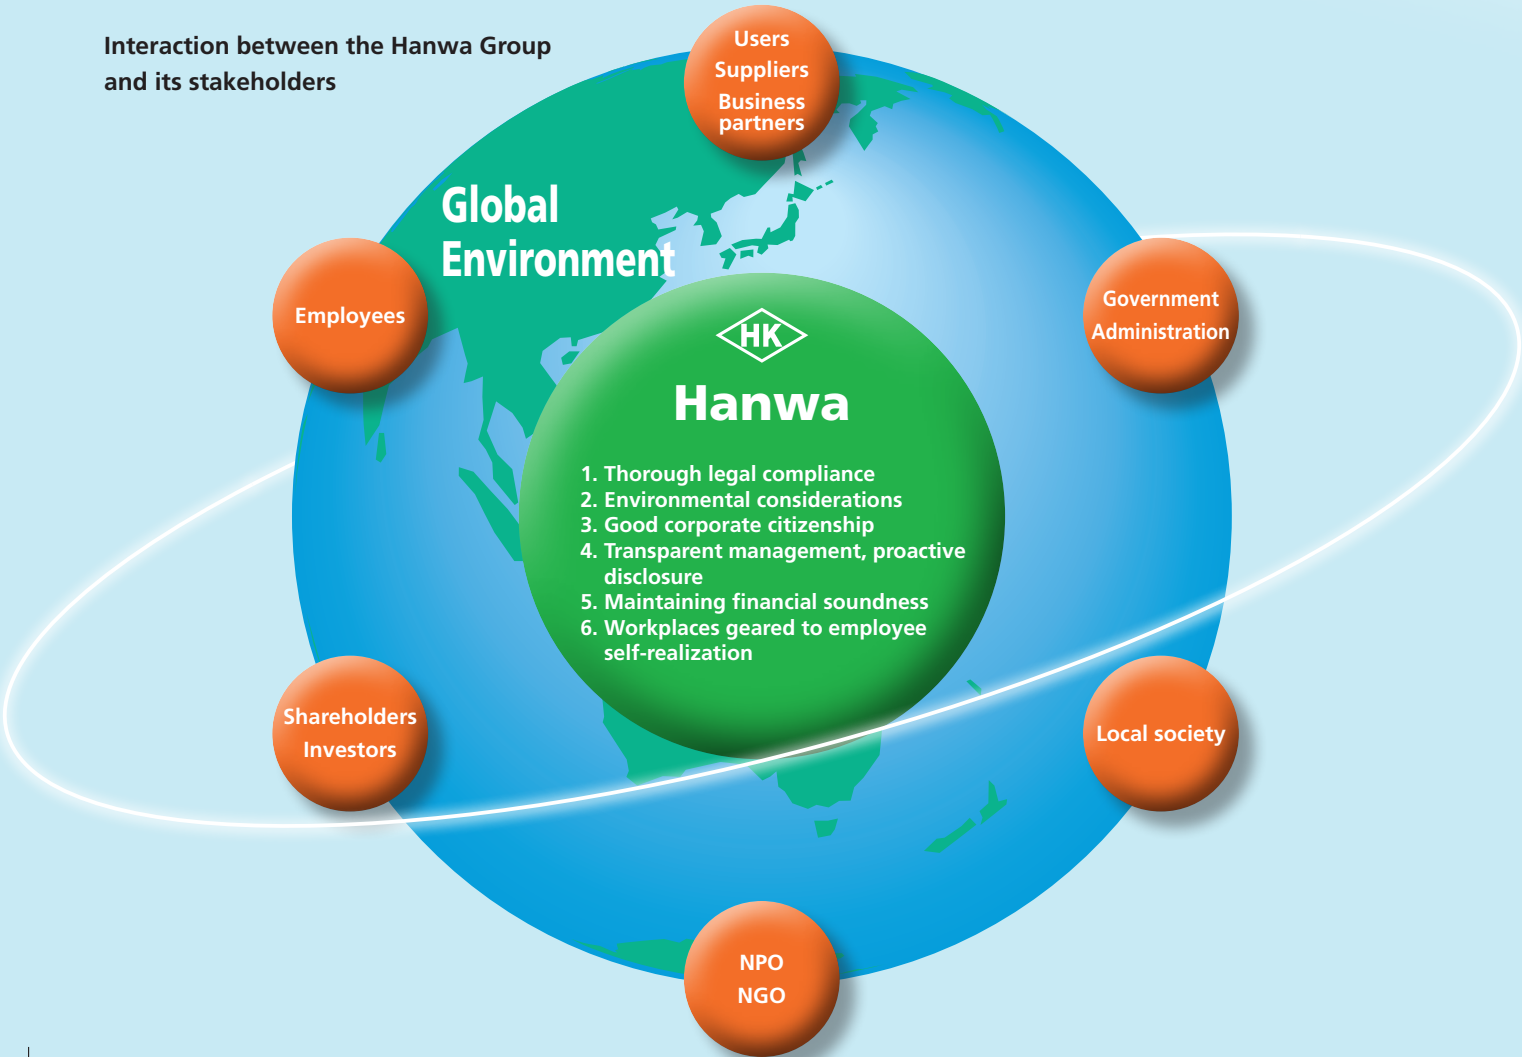 Interaction between the Hanwa Group
and its stakeholders
Users
Suppliers
Business
partners
Global
Environment
Employees
Government
Administration
HK
Hanwa
1. Thorough legal compliance
2. Environmental considerations
3. Good corporate citizenship
4. Transparent management, proactive
disclosure
5. Maintaining financial soundness
6. Workplaces geared to employee
self-realization
Shareholders
Investors
Local society
NPO
NGO